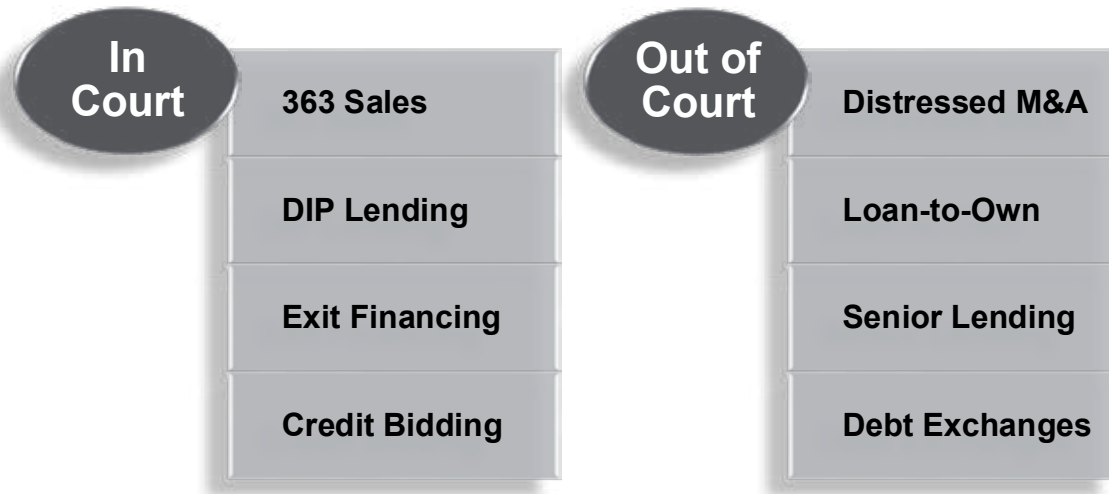 In
Court
363 Sales
DIP Lending
Exit Financing
Credit Bidding
Out of
Court
Distressed M&A
Loan-to-Own
Senior Lending
Debt Exchanges